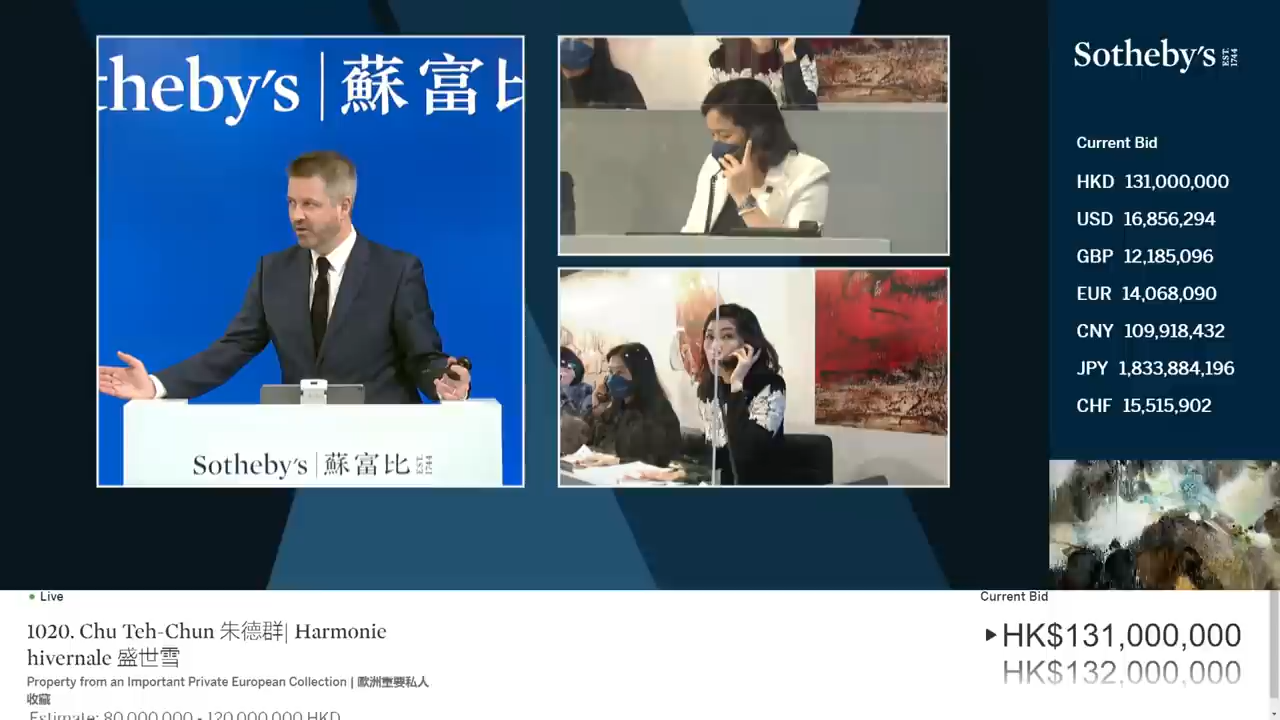 theby's | 蘇富比
Sotheby's | 蘇富比 EST. 1744
Sotheby's EST. 1744
Current Bid
HKD 131,000,000
USD 16,856,294
GBP 12,185,096
EUR 14,068,090
CNY 109,918,432
JPY 1,833,884,196
CHF 15,515,902
Live
1020. Chu Teh-Chun 朱德群| Harmonie
hivernale 盛世雪
Property from an Important Private European Collection | 歐洲重要私人
收藏
Estimate: 80,000,000 - 120,000,000 HKD
Current Bid
HK$131,000,000
HK$132,000,000